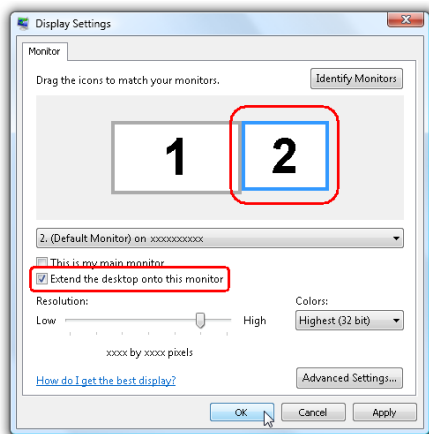 Display Settings
Monitor
Drag the icons to match your monitors.
Identify Monitors
1
2
2. (Default Monitor) on xxxxxxxxxx
This is my main monitor
Extend the desktop onto this monitor
Resolution:
Colors:
Low
High
Highest (32 bit)
xxxx by xxxx pixels
How do I get the best display?
Advanced Settings...
OK
Cancel
Apply